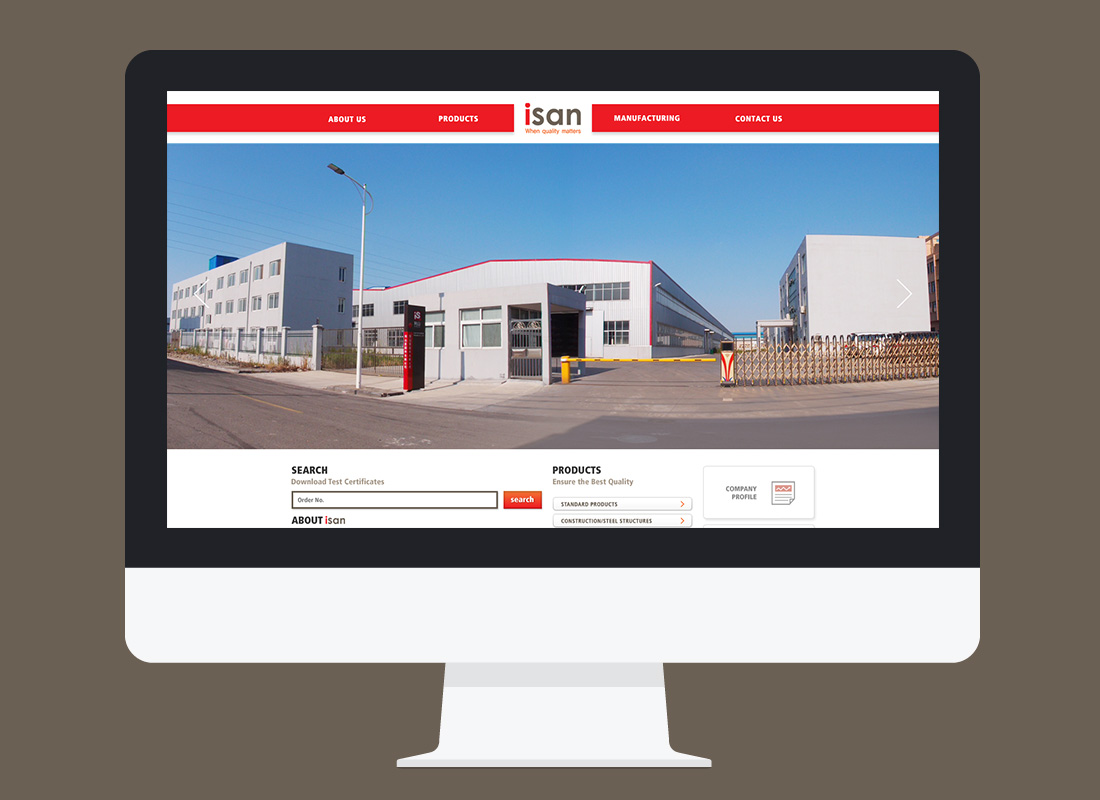 ABOUT US
PRODUCTS
isan
When quality matters
MANUFACTURING
CONTACT US
iS
SEARCH
Download Test Certificates
Order No.
search
ABOUT isan
PRODUCTS
Ensure the Best Quality
STANDARD PRODUCTS
CONSTRUCTION/STEEL STRUCTURES
COMPANY
PROFILE